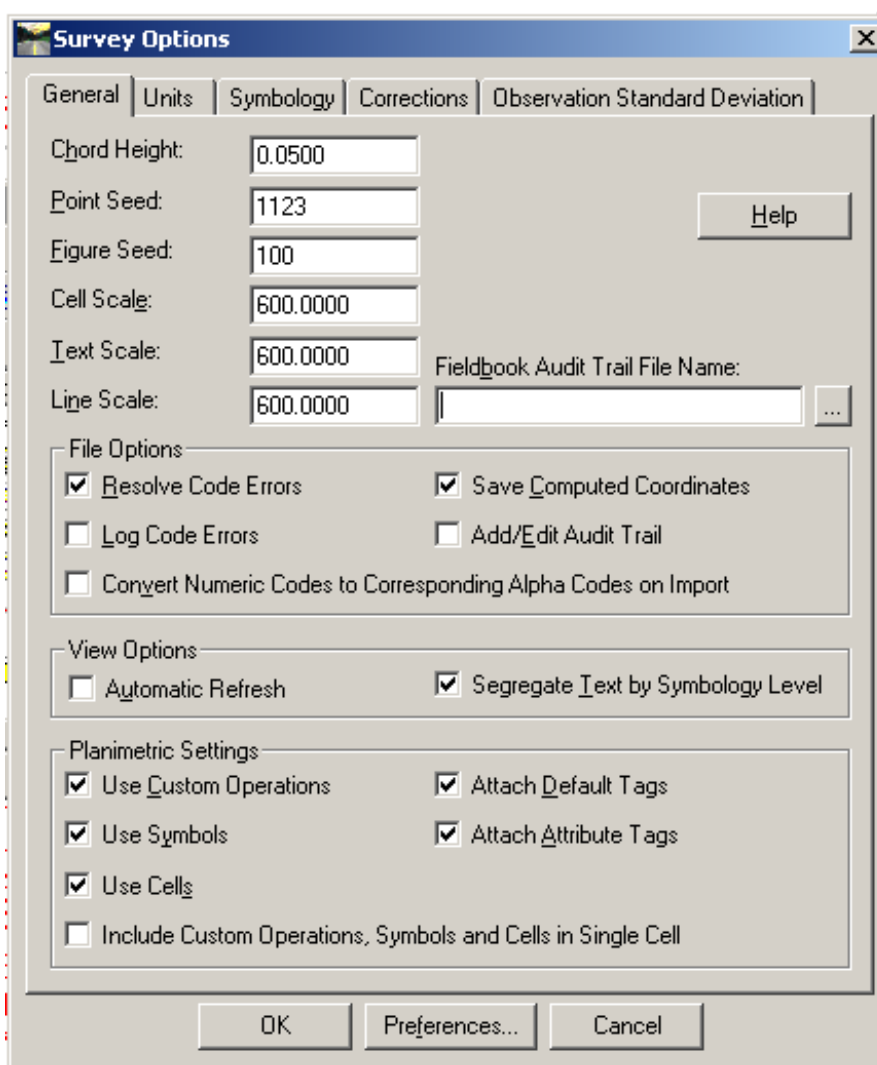 Survey Options
General Units Symbology Corrections Observation Standard Deviation
Chord Height: 0.0500
Point Seed: 1123
Help
Figure Seed: 100
Cell Scale: 600.0000
Text Scale: 600.0000
Fieldbook Audit Trail File Name:
Line Scale: 600.0000
...
File Options
Resolve Code Errors Save Computed Coordinates
Log Code Errors Add/Edit Audit Trail
Convert Numeric Codes to Corresponding Alpha Codes on Import
View Options
Automatic Refresh Segregate Text by Symbology Level
Planimetric Settings
Use Custom Operations Attach Default Tags
Use Symbols Attach Attribute Tags
Use Cells
Include Custom Operations, Symbols and Cells in Single Cell
OK Preferences... Cancel